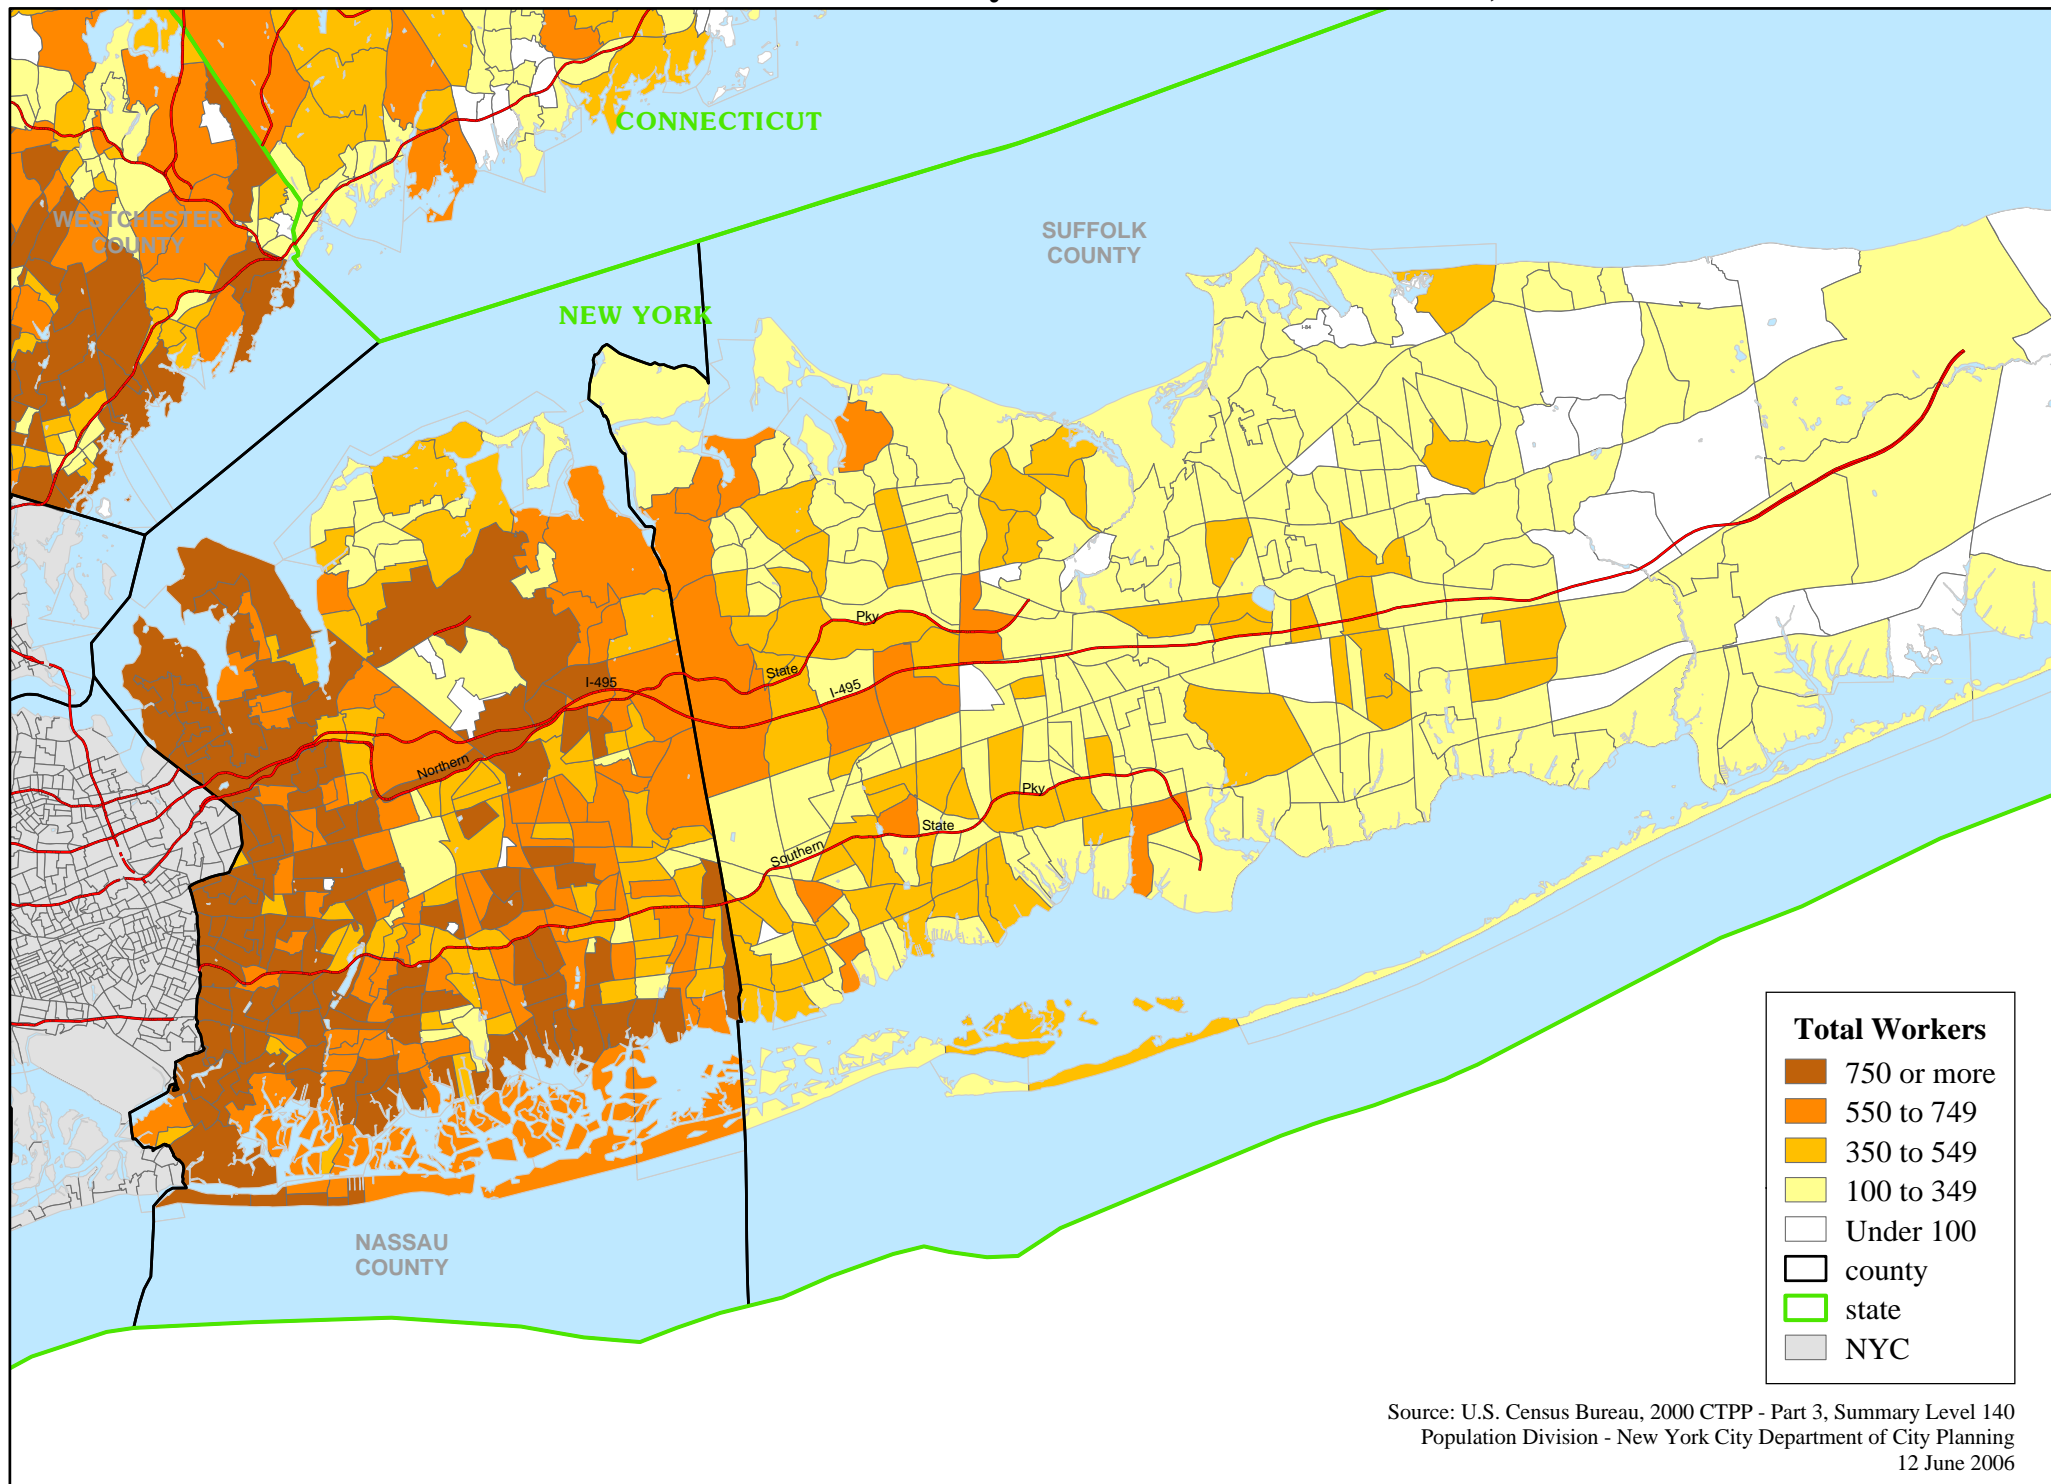 CONNECTICUT
WESTCHESTER
COUNTY
SUFFOLK
COUNTY
NEW YORK
I-84
Pky
State
I-495
I-495
Northern
Pky
State
Southern
NASSAU
COUNTY
Total Workers
750 or more
550 to 749
350 to 549
100 to 349
Under 100
county
state
NYC
Source: U.S. Census Bureau, 2000 CTPP - Part 3, Summary Level 140
Population Division - New York City Department of City Planning
12 June 2006